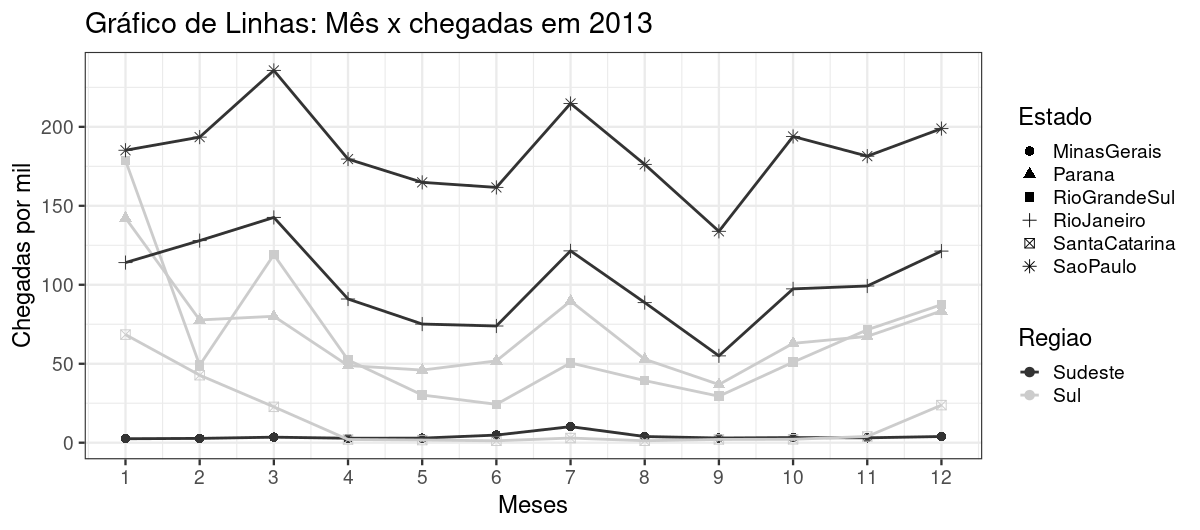 Gráfico de Linhas: Mês x chegadas em 2013
Chegadas por mil
200
150
100
50
0
1 2 3 4 5 6 7 8 9 10 11 12
Meses
Estado
MinasGerais
Parana
RioGrandeSul
RioJaneiro
SantaCatarina
SaoPaulo
Regiao
Sudeste
Sul